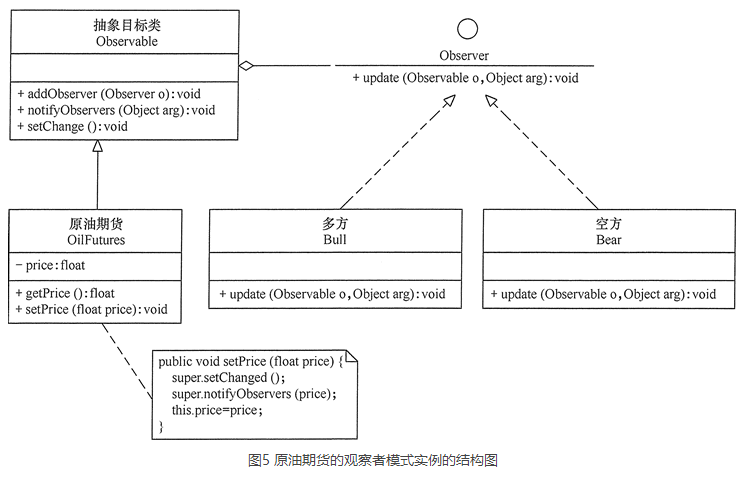 抽象目标类
Observable
+ addObserver (Observer o):void
+ notifyObservers (Object arg):void
+ setChange ():void
Observer
+ update (Observable o,Object arg):void
原油期货
OilFutures
- price:float
+ getPrice ():float
+ setPrice (float price):void
多方
Bull
+ update (Observable o,Object arg):void
空方
Bear
+ update (Observable o,Object arg):void
public void setPrice (float price) {
super.setChanged ();
super.notifyObservers (price);
this.price=price;
}
图5 原油期货的观察者模式实例的结构图